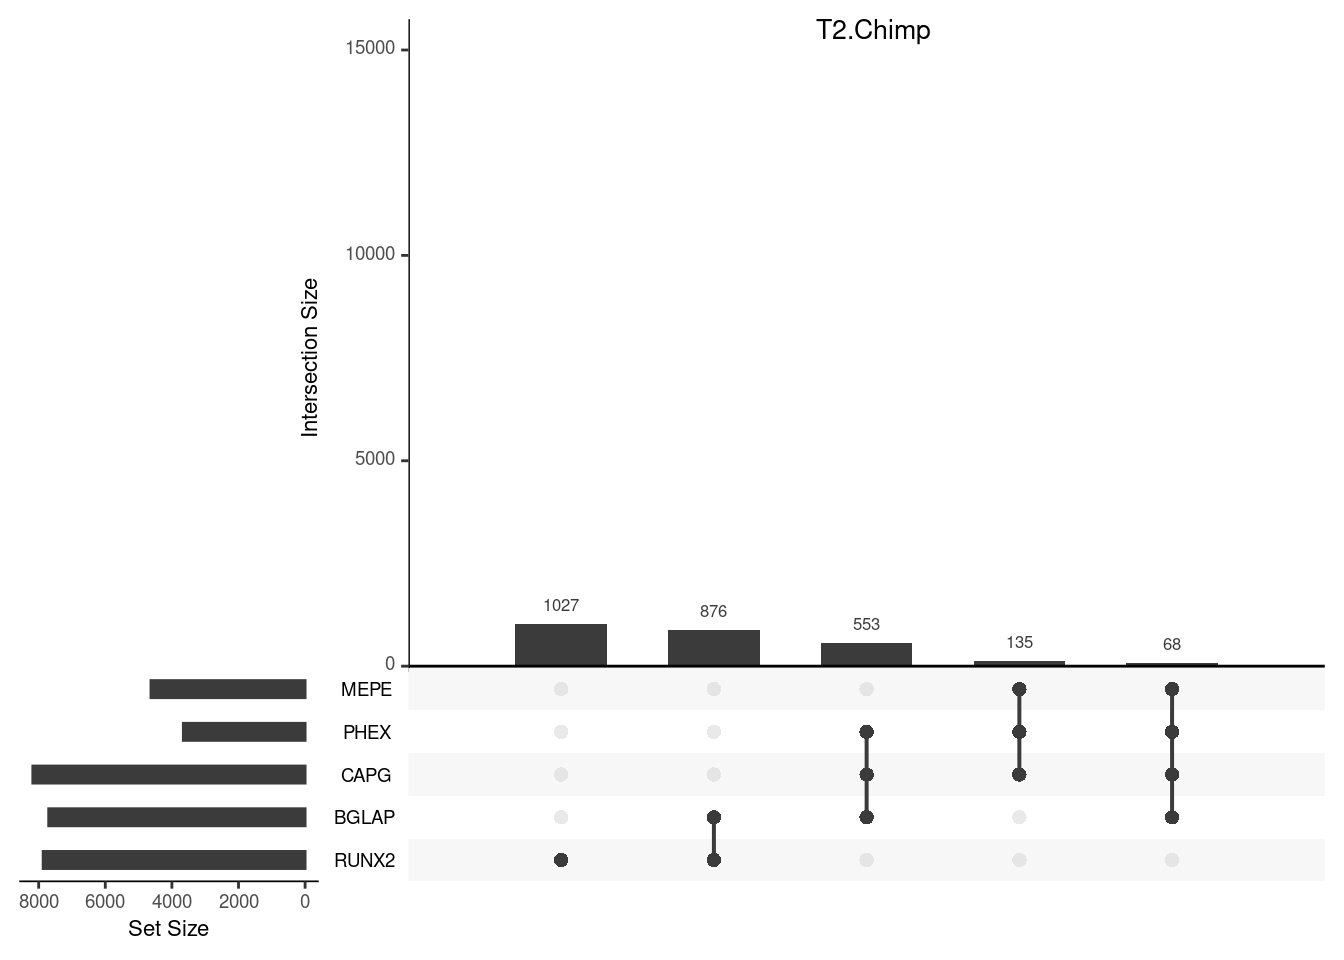 T2.Chimp
15000
10000
5000
0
Intersection Size
1027
876
553
135
68
MEPE
PHEX
CAPG
BGLAP
RUNX2
8000 6000 4000 2000 0
Set Size